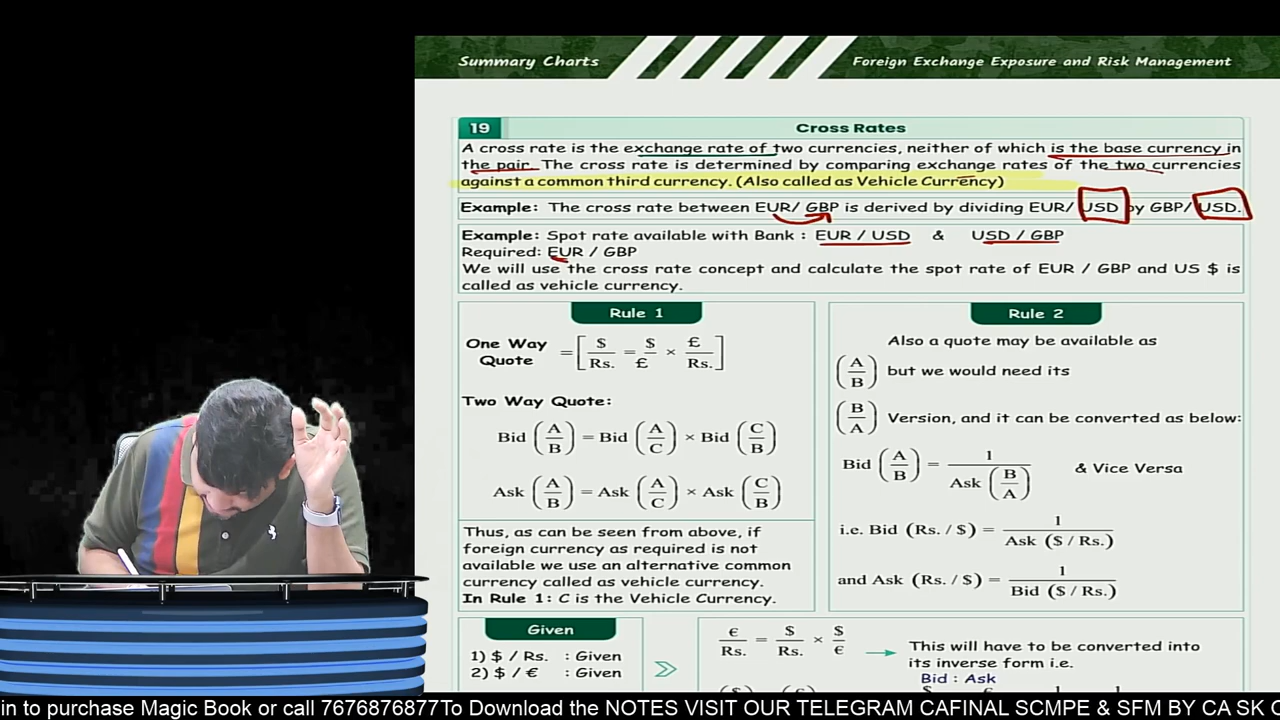 Summary Charts
Foreign Exchange Exposure and Risk Management
19
Cross Rates
A cross rate is the exchange rate of two currencies, neither of which is the base currency in
the pair. The cross rate is determined by comparing exchange rates of the two currencies
against a common third currency. (Also called as Vehicle Currency)
Example: The cross rate between EUR/ GBP is derived by dividing EUR/ USD by GBP/ USD.
Example: Spot rate available with Bank : EUR / USD & USD / GBP
Required: EUR / GBP
We will use the cross rate concept and calculate the spot rate of EUR / GBP and US $ is
called as vehicle currency.
Rule 1
One Way Quote = [ $/Rs. = $/£ × £/Rs. ]
Two Way Quote:
Bid (A/B) = Bid (A/C) × Bid (C/B)
Ask (A/B) = Ask (A/C) × Ask (C/B)
Thus, as can be seen from above, if
foreign currency as required is not
available we use an alternative common
currency called as vehicle currency.
In Rule 1: C is the Vehicle Currency.
Rule 2
Also a quote may be available as
(A/B) but we would need its
(B/A) Version, and it can be converted as below:
Bid (A/B) = 1 / Ask (B/A) & Vice Versa
i.e. Bid (Rs. / $) = 1 / Ask ($ / Rs.)
and Ask (Rs. / $) = 1 / Bid ($ / Rs.)
Given
1) $ / Rs. : Given
2) $ / € : Given
€/Rs. = $/Rs. × $/€ → This will have to be converted into
its inverse form i.e.
Bid : Ask
in to purchase Magic Book or call 7676876877To Download the NOTES VISIT OUR TELEGRAM CAFINAL SCMPE & SFM BY CA SK